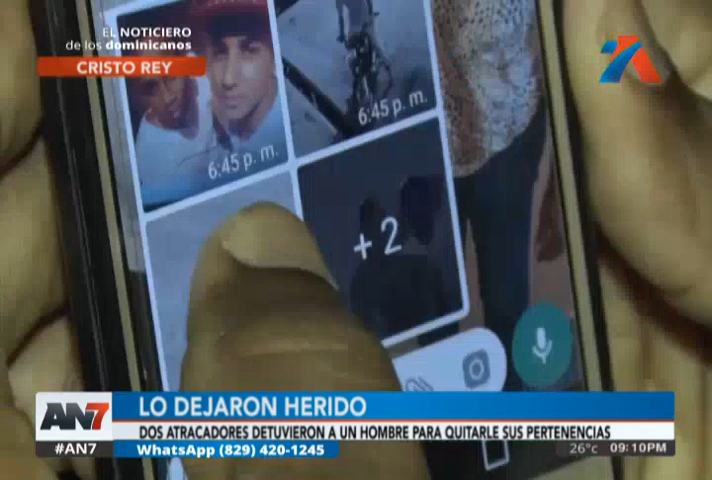 EL NOTICIERO
de los dominicanos
CRISTO REY
6:45 p. m.
6:45 p. m.
+ 2
AN7
LO DEJARON HERIDO
DOS ATRACADORES DETUVIERON A UN HOMBRE PARA QUITARLE SUS PERTENENCIAS
#AN7
WhatsApp (829) 420-1245
26°c
09:10PM